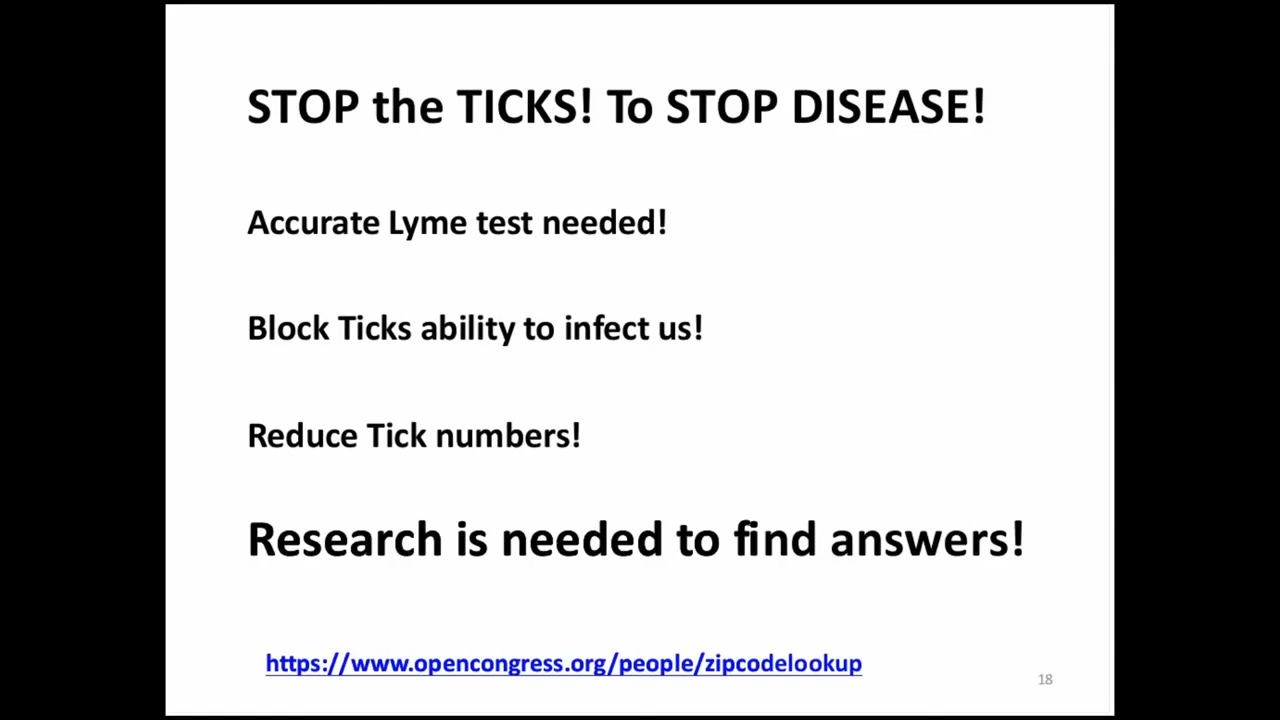 STOP the TICKS! To STOP DISEASE!
Accurate Lyme test needed!
Block Ticks ability to infect us!
Reduce Tick numbers!
Research is needed to find answers!
https://www.opencongress.org/people/zipcodelookup
18